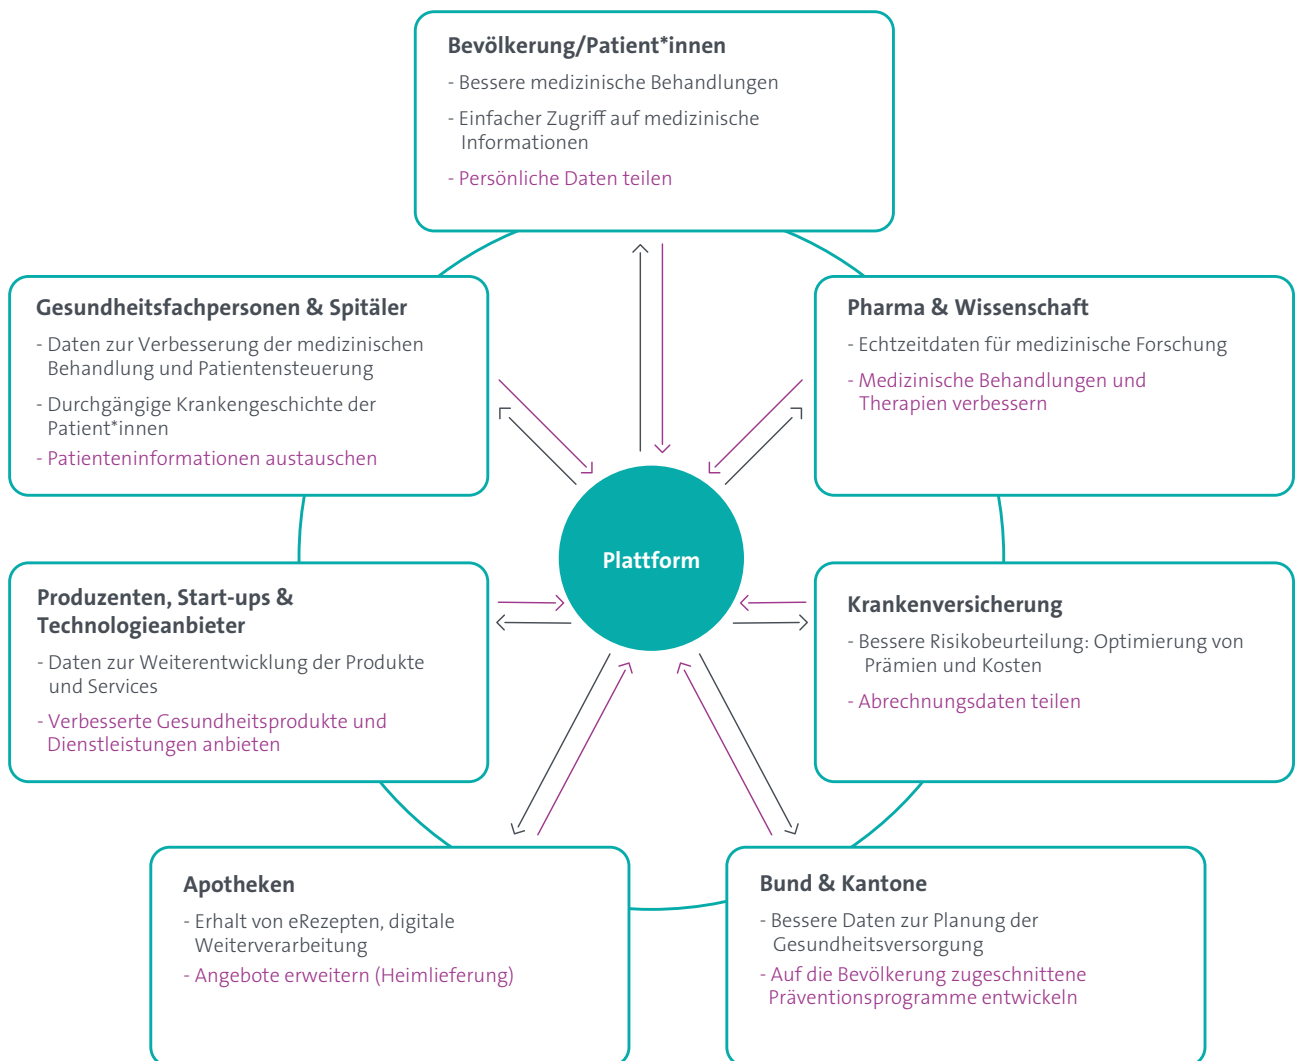 Bevölkerung/Patient*innen
- Bessere medizinische Behandlungen
- Einfacher Zugriff auf medizinische
Informationen
- Persönliche Daten teilen
Gesundheitsfachpersonen & Spitäler
- Daten zur Verbesserung der medizinischen
Behandlung und Patientensteuerung
- Durchgängige Krankengeschichte der
Patient*innen
- Patienteninformationen austauschen
Pharma & Wissenschaft
- Echtzeitdaten für medizinische Forschung
- Medizinische Behandlungen und
Therapien verbessern
Plattform
Produzenten, Start-ups &
Technologieanbieter
- Daten zur Weiterentwicklung der Produkte
und Services
- Verbesserte Gesundheitsprodukte und
Dienstleistungen anbieten
Krankenversicherung
- Bessere Risikobeurteilung: Optimierung von
Prämien und Kosten
- Abrechnungsdaten teilen
Apotheken
- Erhalt von eRezepten, digitale
Weiterverarbeitung
- Angebote erweitern (Heimlieferung)
Bund & Kantone
- Bessere Daten zur Planung der
Gesundheitsversorgung
- Auf die Bevölkerung zugeschnittene
Präventionsprogramme entwickeln